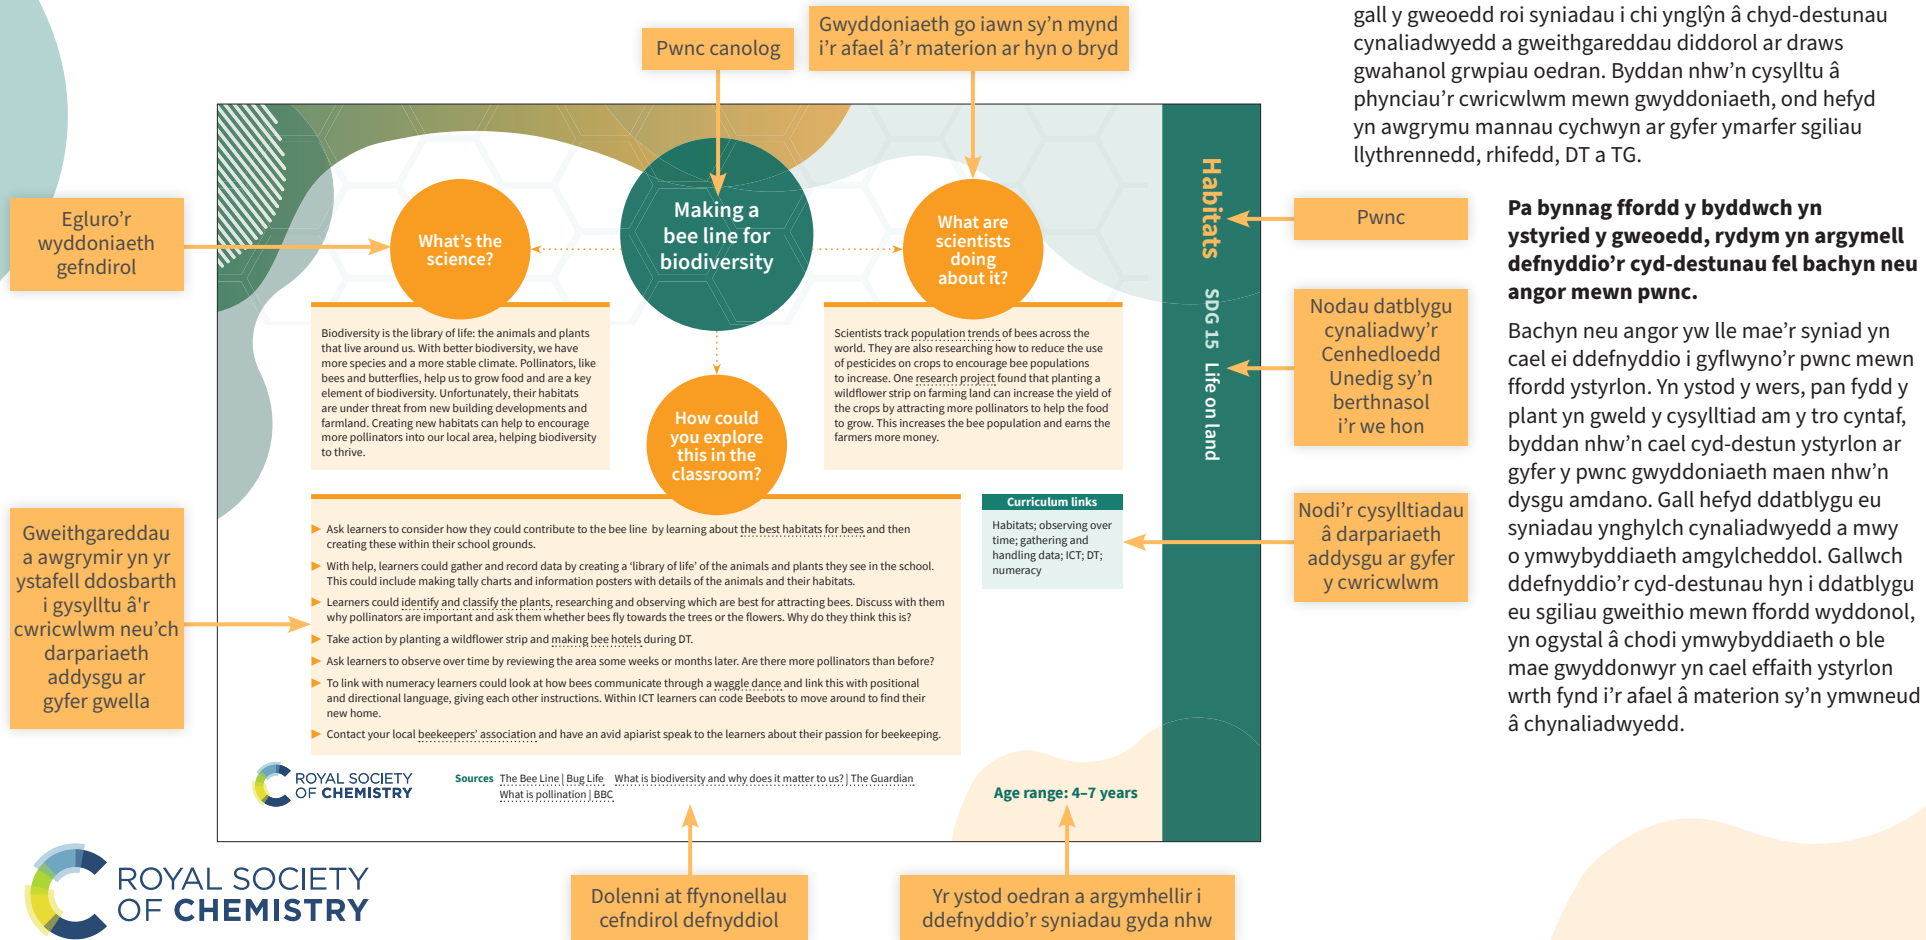 gall y gweoedd roi syniadau i chi ynglŷn â chyd-destunau
cynaliadwyedd a gweithgareddau diddorol ar draws
gwahanol grwpiau oedran. Byddan nhw'n cysylltu â
phynciau'r cwricwlwm mewn gwyddoniaeth, ond hefyd
yn awgrymu mannau cychwyn ar gyfer ymarfer sgiliau
llythrennedd, rhifedd, DT a TG.
Pwnc canolog
Gwyddoniaeth go iawn sy'n mynd
i'r afael â'r materion ar hyn o bryd
Egluro'r
wyddoniaeth
gefndirol
What's the
science?
Making a
bee line for
biodiversity
What are
scientists
doing
about it?
Habitats
SDG 15 Life on land
Pwnc
Nodau datblygu
cynaliadwy'r
Cenhedloedd
Unedig sy'n
berthnasol
i'r we hon
Biodiversity is the library of life: the animals and plants
that live around us. With better biodiversity, we have
more species and a more stable climate. Pollinators, like
bees and butterflies, help us to grow food and are a key
element of biodiversity. Unfortunately, their habitats
are under threat from new building developments and
farmland. Creating new habitats can help to encourage
more pollinators into our local area, helping biodiversity
to thrive.
Scientists track population trends of bees across the
world. They are also researching how to reduce the use
of pesticides on crops to encourage bee populations
to increase. One research project found that planting a
wildflower strip on farming land can increase the yield of
the crops by attracting more pollinators to help the food
to grow. This increases the bee population and earns the
farmers more money.
How could
you explore
this in the
classroom?
Gweithgareddau
a awgrymir yn yr
ystafell ddosbarth
i gysylltu â'r
cwricwlwm neu'ch
darpariaeth
addysgu ar
gyfer gwella
Ask learners to consider how they could contribute to the bee line by learning about the best habitats for bees and then
creating these within their school grounds.
With help, learners could gather and record data by creating a 'library of life' of the animals and plants they see in the school.
This could include making tally charts and information posters with details of the animals and their habitats.
Learners could identify and classify the plants, researching and observing which are best for attracting bees. Discuss with them
why pollinators are important and ask them whether bees fly towards the trees or the flowers. Why do they think this is?
Take action by planting a wildflower strip and making bee hotels during DT.
Ask learners to observe over time by reviewing the area some weeks or months later. Are there more pollinators than before?
To link with numeracy learners could look at how bees communicate through a waggle dance and link this with positional
and directional language, giving each other instructions. Within ICT learners can code Beebots to move around to find their
new home.
Contact your local beekeepers' association and have an avid apiarist speak to the learners about their passion for beekeeping.
Curriculum links
Habitats; observing over
time; gathering and
handling data; ICT; DT;
numeracy
Nodi'r cysylltiadau
â darpariaeth
addysgu ar gyfer
y cwricwlwm
ROYAL SOCIETY
OF CHEMISTRY
Sources The Bee Line | Bug Life What is biodiversity and why does it matter to us? | The Guardian
What is pollination | BBC
Age range: 4–7 years
Dolenni at ffynonellau
cefndirol defnyddiol
Yr ystod oedran a argymhellir i
ddefnyddio'r syniadau gyda nhw
ROYAL SOCIETY
OF CHEMISTRY
Pa bynnag ffordd y byddwch yn
ystyried y gweoedd, rydym yn argymell
defnyddio'r cyd-destunau fel bachyn neu
angor mewn pwnc.
Bachyn neu angor yw lle mae'r syniad yn
cael ei ddefnyddio i gyflwyno'r pwnc mewn
ffordd ystyrlon. Yn ystod y wers, pan fydd y
plant yn gweld y cysylltiad am y tro cyntaf,
byddan nhw'n cael cyd-destun ystyrlon ar
gyfer y pwnc gwyddoniaeth maen nhw'n
dysgu amdano. Gall hefyd ddatblygu eu
syniadau ynghylch cynaliadwyedd a mwy
o ymwybyddiaeth amgylcheddol. Gallwch
ddefnyddio'r cyd-destunau hyn i ddatblygu
eu sgiliau gweithio mewn ffordd wyddonol,
yn ogystal â chodi ymwybyddiaeth o ble
mae gwyddonwyr yn cael effaith ystyrlon
wrth fynd i'r afael â materion sy'n ymwneud
â chynaliadwyedd.